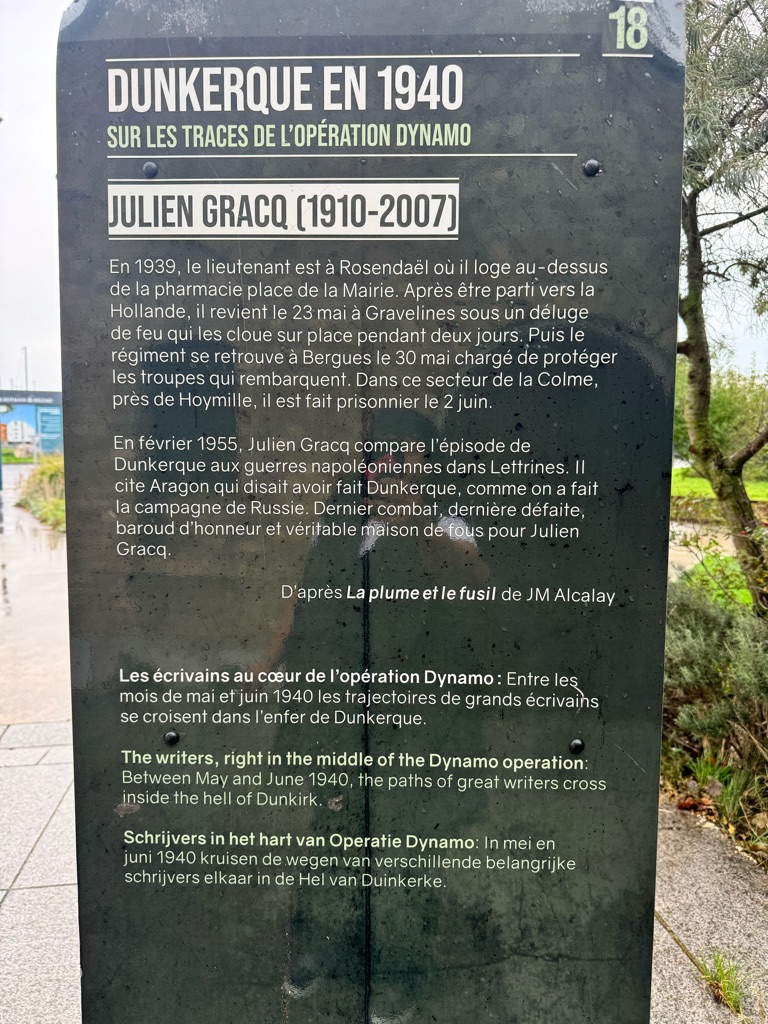 18
DUNKERQUE EN 1940
SUR LES TRACES DE L'OPÉRATION DYNAMO
JULIEN GRACQ (1910-2007)
En 1939, le lieutenant est à Rosendaël où il loge au-dessus
de la pharmacie place de la Mairie. Après être parti vers la
Hollande, il revient le 23 mai à Gravelines sous un déluge
de feu qui les cloue sur place pendant deux jours. Puis le
régiment se retrouve à Bergues le 30 mai chargé de protéger
les troupes qui rembarquent. Dans ce secteur de la Colme,
près de Hoymille, il est fait prisonnier le 2 juin.
En février 1955, Julien Gracq compare l'épisode de
Dunkerque aux guerres napoléoniennes dans Lettrines. Il
cite Aragon qui disait avoir fait Dunkerque, comme on a fait
la campagne de Russie. Dernier combat, dernière défaite,
baroud d'honneur et véritable maison de fous pour Julien
Gracq.
D'après La plume et le fusil de JM Alcalay
Les écrivains au cœur de l'opération Dynamo : Entre les
mois de mai et juin 1940 les trajectoires de grands écrivains
se croisent dans l'enfer de Dunkerque.
The writers, right in the middle of the Dynamo operation:
Between May and June 1940, the paths of great writers cross
inside the hell of Dunkirk.
Schrijvers in het hart van Operatie Dynamo: In mei en
juni 1940 kruisen de wegen van verschillende belangrijke
schrijvers elkaar in de Hel van Duinkerke.